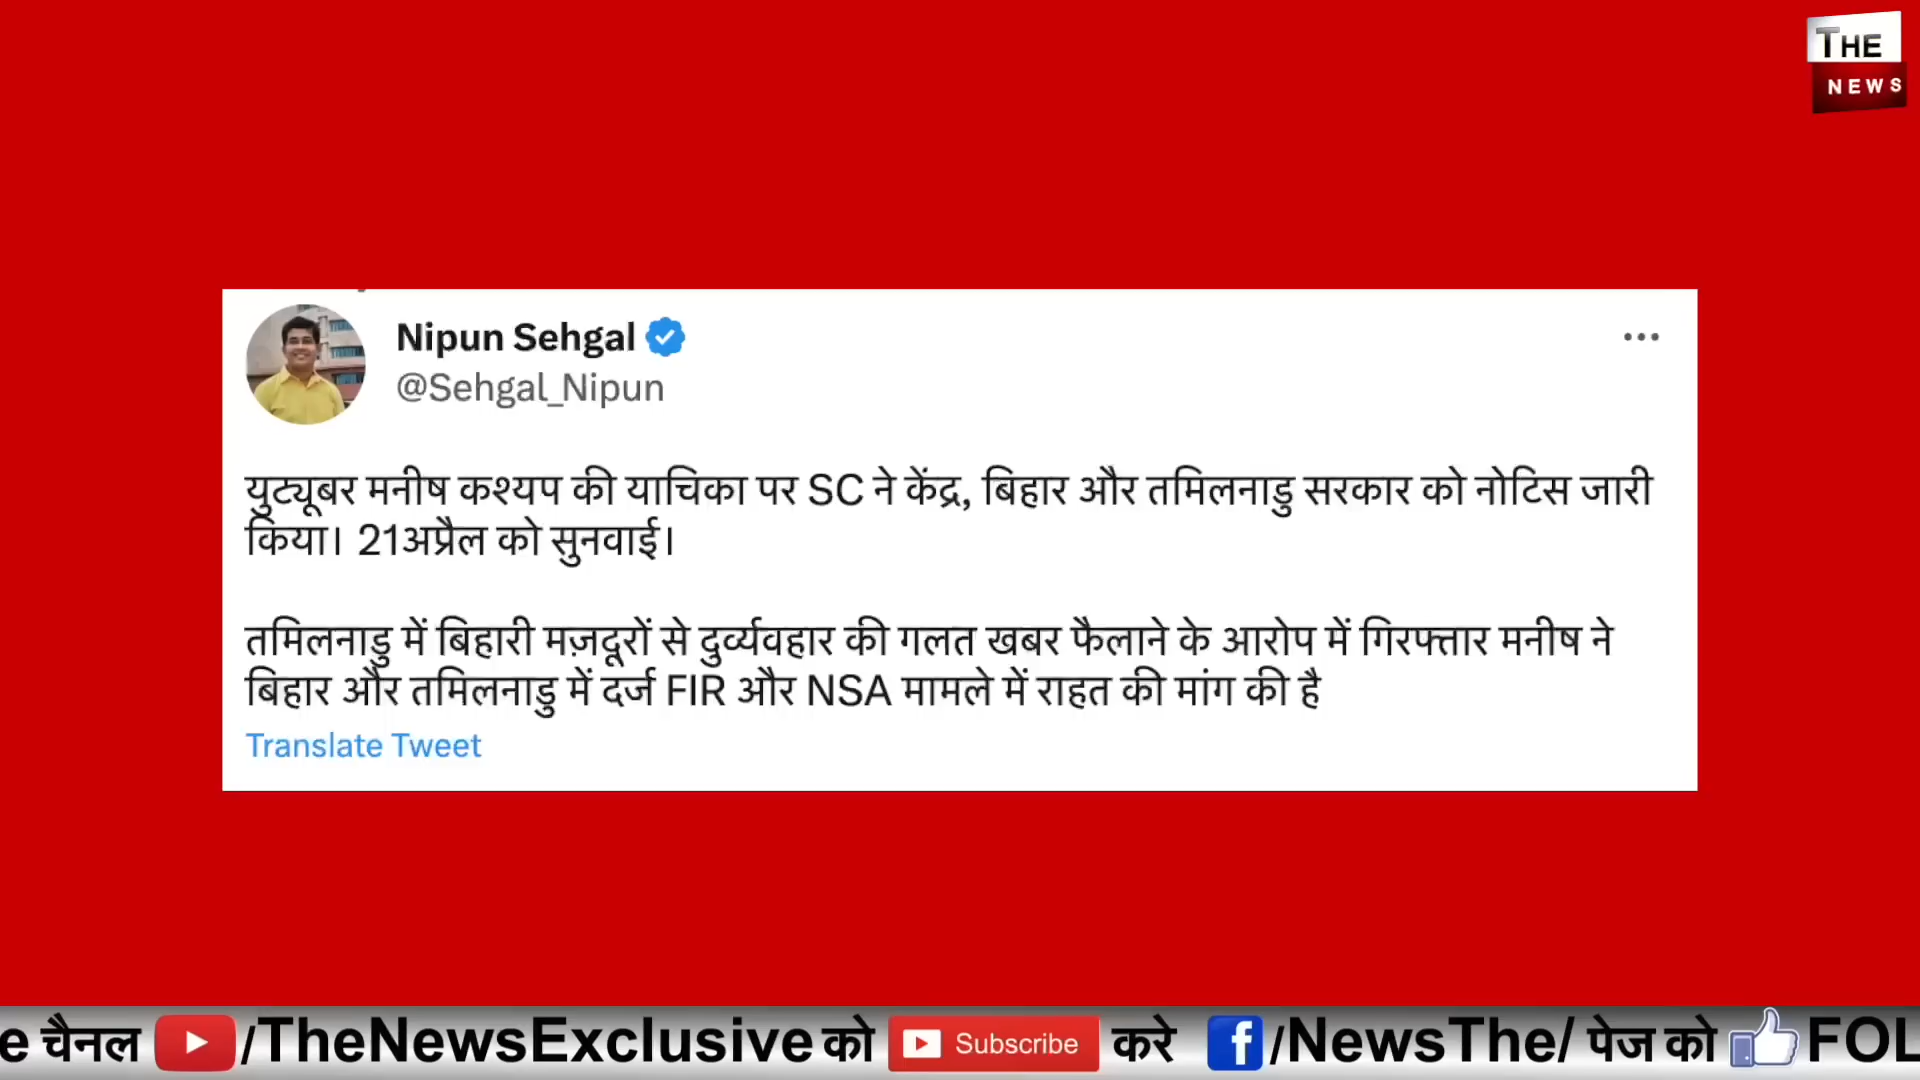 THE
NEWS
Nipun Sehgal
@Sehgal_Nipun
युट्यूबर मनीष कश्यप की याचिका पर SC ने केंद्र, बिहार और तमिलनाडु सरकार को नोटिस जारी
किया। 21अप्रैल को सुनवाई।
तमिलनाडु में बिहारी मज़दूरों से दुर्व्यवहार की गलत खबर फैलाने के आरोप में गिरफ्तार मनीष ने
बिहार और तमिलनाडु में दर्ज FIR और NSA मामले में राहत की मांग की है
Translate Tweet
e चैनल /TheNewsExclusive को Subscribe करे /NewsThe/ पेज को FOL